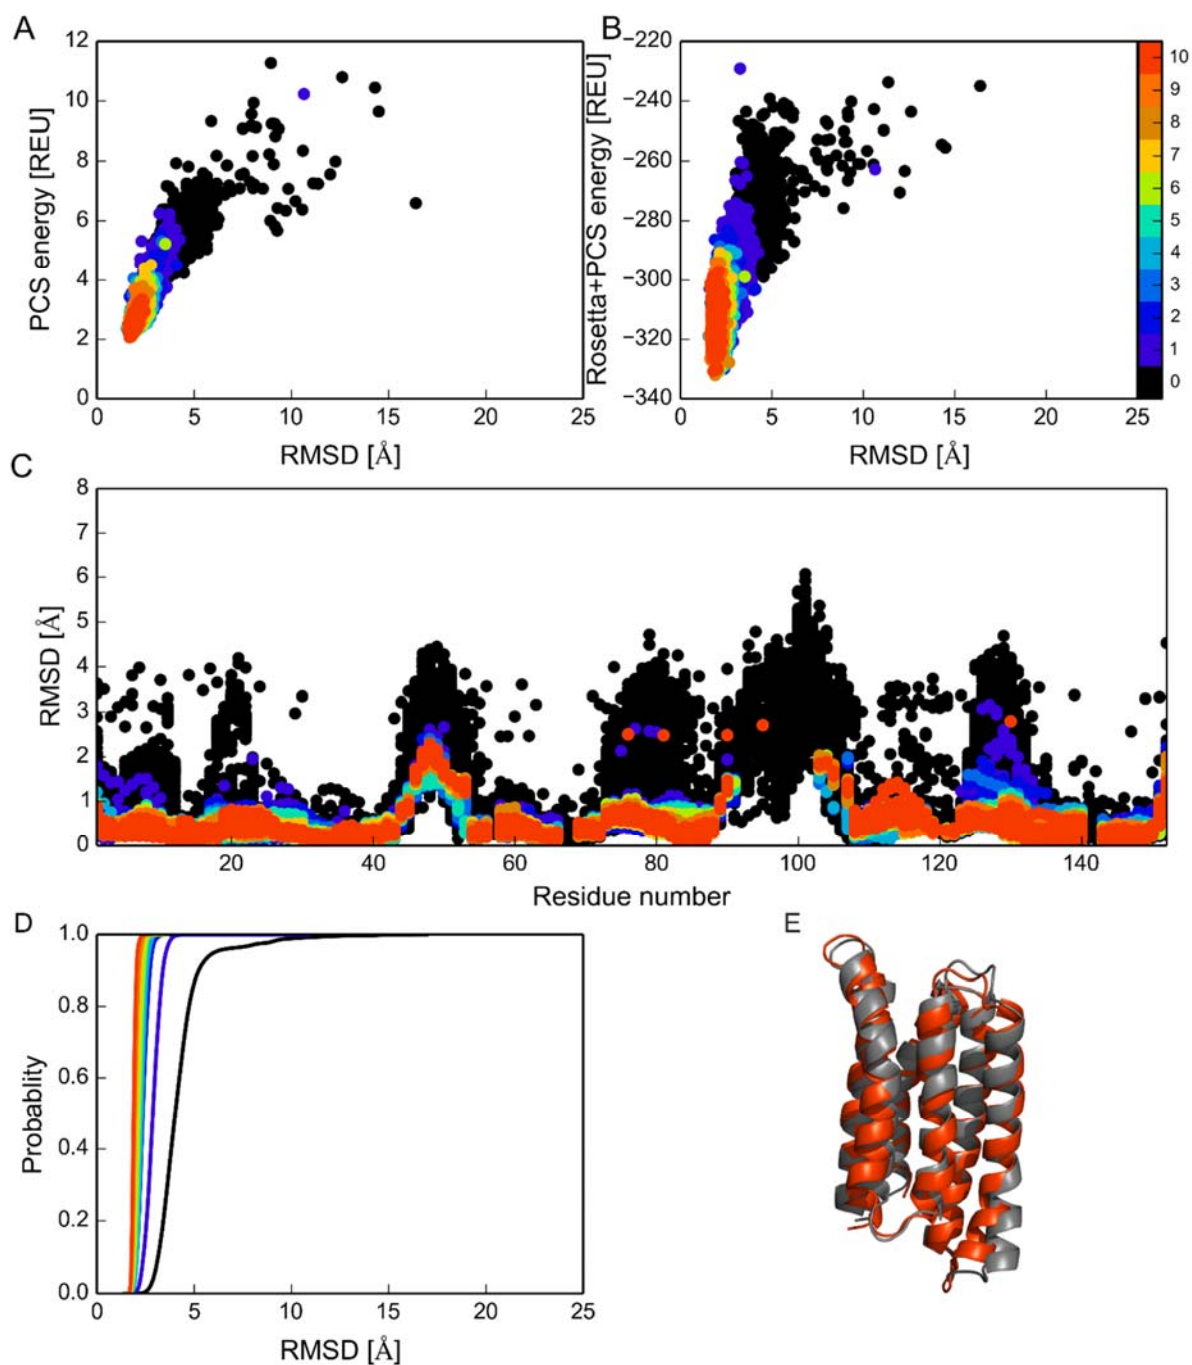 A
12
10
8
6
4
2
0
PCS energy [REU]
0 5 10 15 20 25
RMSD [Å]
B
−220
−240
−260
−280
−300
−320
−340
Rosetta+PCS energy [REU]
0 5 10 15 20 25
RMSD [Å]
10
9
8
7
6
5
4
3
2
1
0
C
8
7
6
5
4
3
2
1
0
RMSD [Å]
20 40 60 80 100 120 140
Residue number
D
1.0
0.8
0.6
0.4
0.2
0.0
Probablity
0 5 10 15 20 25
RMSD [Å]
E